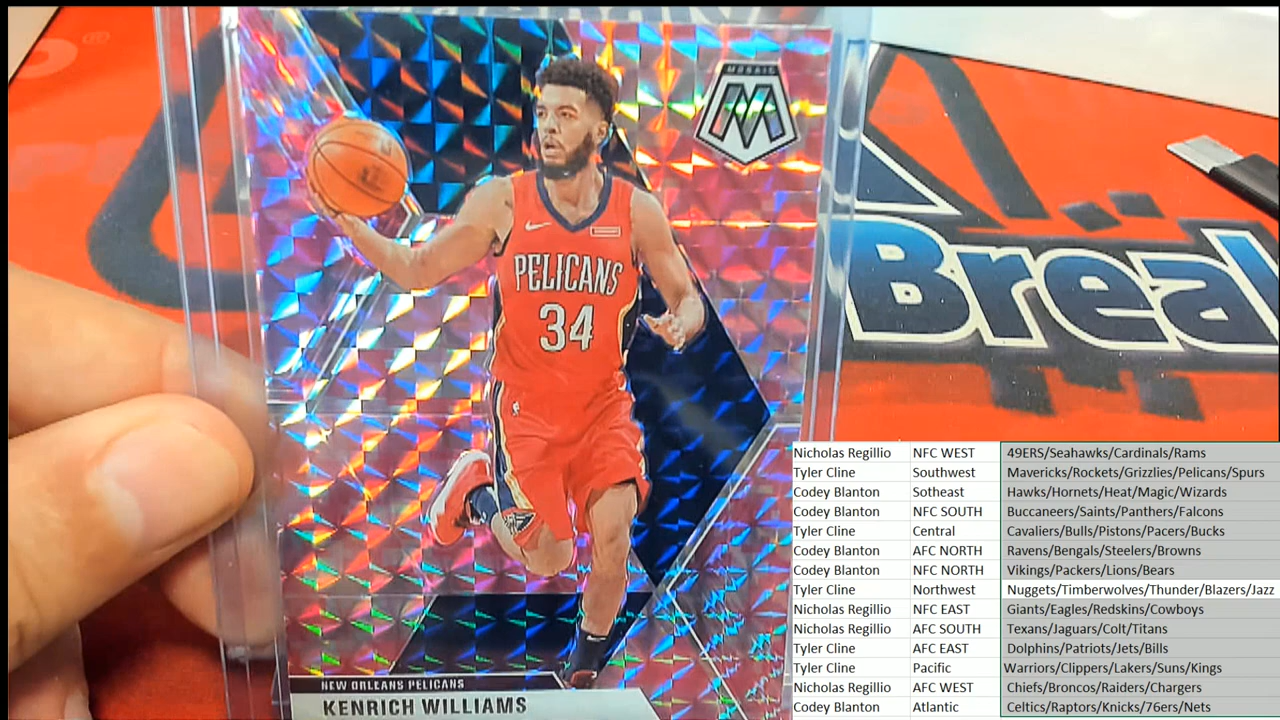 MOSAIC
M
PELICANS
34
NEW ORLEANS PELICANS
KENRICH WILLIAMS
Break
Nicholas Regillio NFC WEST 49ERS/Seahawks/Cardinals/Rams
Tyler Cline Southwest Mavericks/Rockets/Grizzlies/Pelicans/Spurs
Codey Blanton Sotheast Hawks/Hornets/Heat/Magic/Wizards
Codey Blanton NFC SOUTH Buccaneers/Saints/Panthers/Falcons
Tyler Cline Central Cavaliers/Bulls/Pistons/Pacers/Bucks
Codey Blanton AFC NORTH Ravens/Bengals/Steelers/Browns
Codey Blanton NFC NORTH Vikings/Packers/Lions/Bears
Tyler Cline Northwest Nuggets/Timberwolves/Thunder/Blazers/Jazz
Nicholas Regillio NFC EAST Giants/Eagles/Redskins/Cowboys
Nicholas Regillio AFC SOUTH Texans/Jaguars/Colt/Titans
Tyler Cline AFC EAST Dolphins/Patriots/Jets/Bills
Tyler Cline Pacific Warriors/Clippers/Lakers/Suns/Kings
Nicholas Regillio AFC WEST Chiefs/Broncos/Raiders/Chargers
Codey Blanton Atlantic Celtics/Raptors/Knicks/76ers/Nets